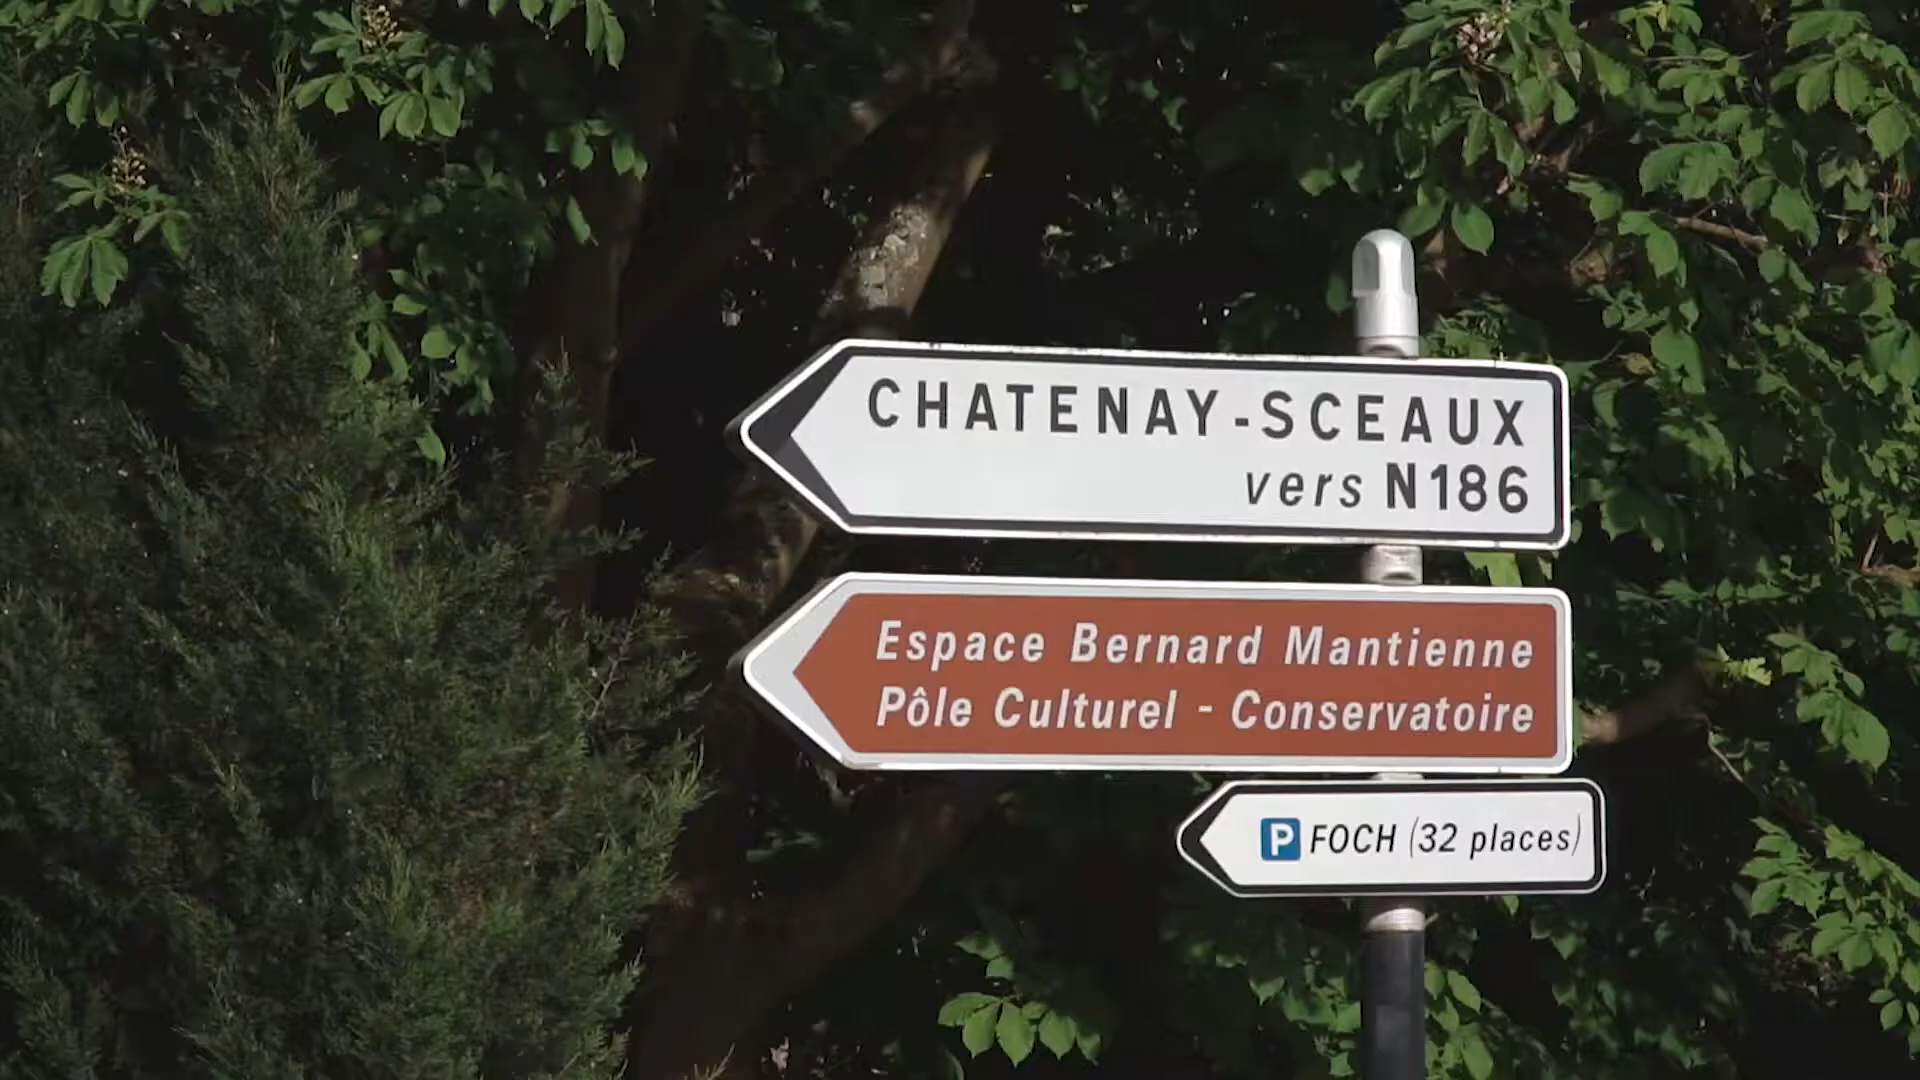 CHATENAY-SCEAUX
vers N186
Espace Bernard Mantienne
Pôle Culturel - Conservatoire
P FOCH (32 places)